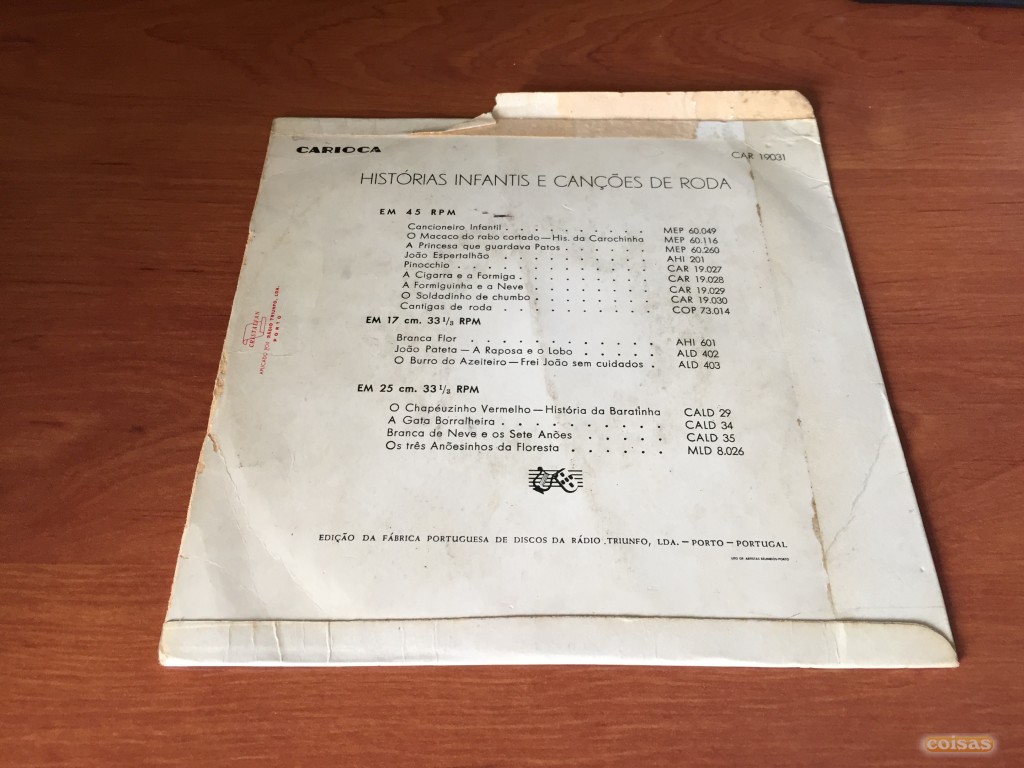 CARIOCA
CAR 19031
HISTÓRIAS INFANTIS E CANÇÕES DE RODA
EM 45 RPM
Cancioneiro Infantil . . . . . . . . . . MEP 60.049
O Macaco do rabo cortado — His. da Carochinha MEP 60.116
A Princesa que guardava Patos . . . . . . MEP 60.260
João Espertalhão . . . . . . . . . . AHI 201
Pinocchio . . . . . . . . . . . CAR 19.027
A Cigarra e a Formiga . . . . . . . . CAR 19.028
A Formiguinha e a Neve . . . . . . . . CAR 19.029
O Soldadinho de chumbo . . . . . . . . CAR 19.030
Cantigas de roda . . . . . . . . . . COP 73.014
EM 17 cm. 33 1/3 RPM
Branca Flor . . . . . . . . . . . AHI 601
João Pateta — A Raposa e o Lobo . . . . . . ALD 402
O Burro do Azeiteiro — Frei João sem cuidados . ALD 403
EM 25 cm. 33 1/3 RPM
O Chapéuzinho Vermelho — História da Baratinha CALD 29
A Gata Borralheira . . . . . . . . . . CALD 34
Branca de Neve e os Sete Anões . . . . . CALD 35
Os três Anõesinhos da Floresta . . . . . . MLD 8.026
EDIÇÃO DA FÁBRICA PORTUGUESA DE DISCOS DA RÁDIO TRIUNFO, LDA. — PORTO — PORTUGAL
RÁDIO TRIUNFO, LDA.
PORTO
coisas